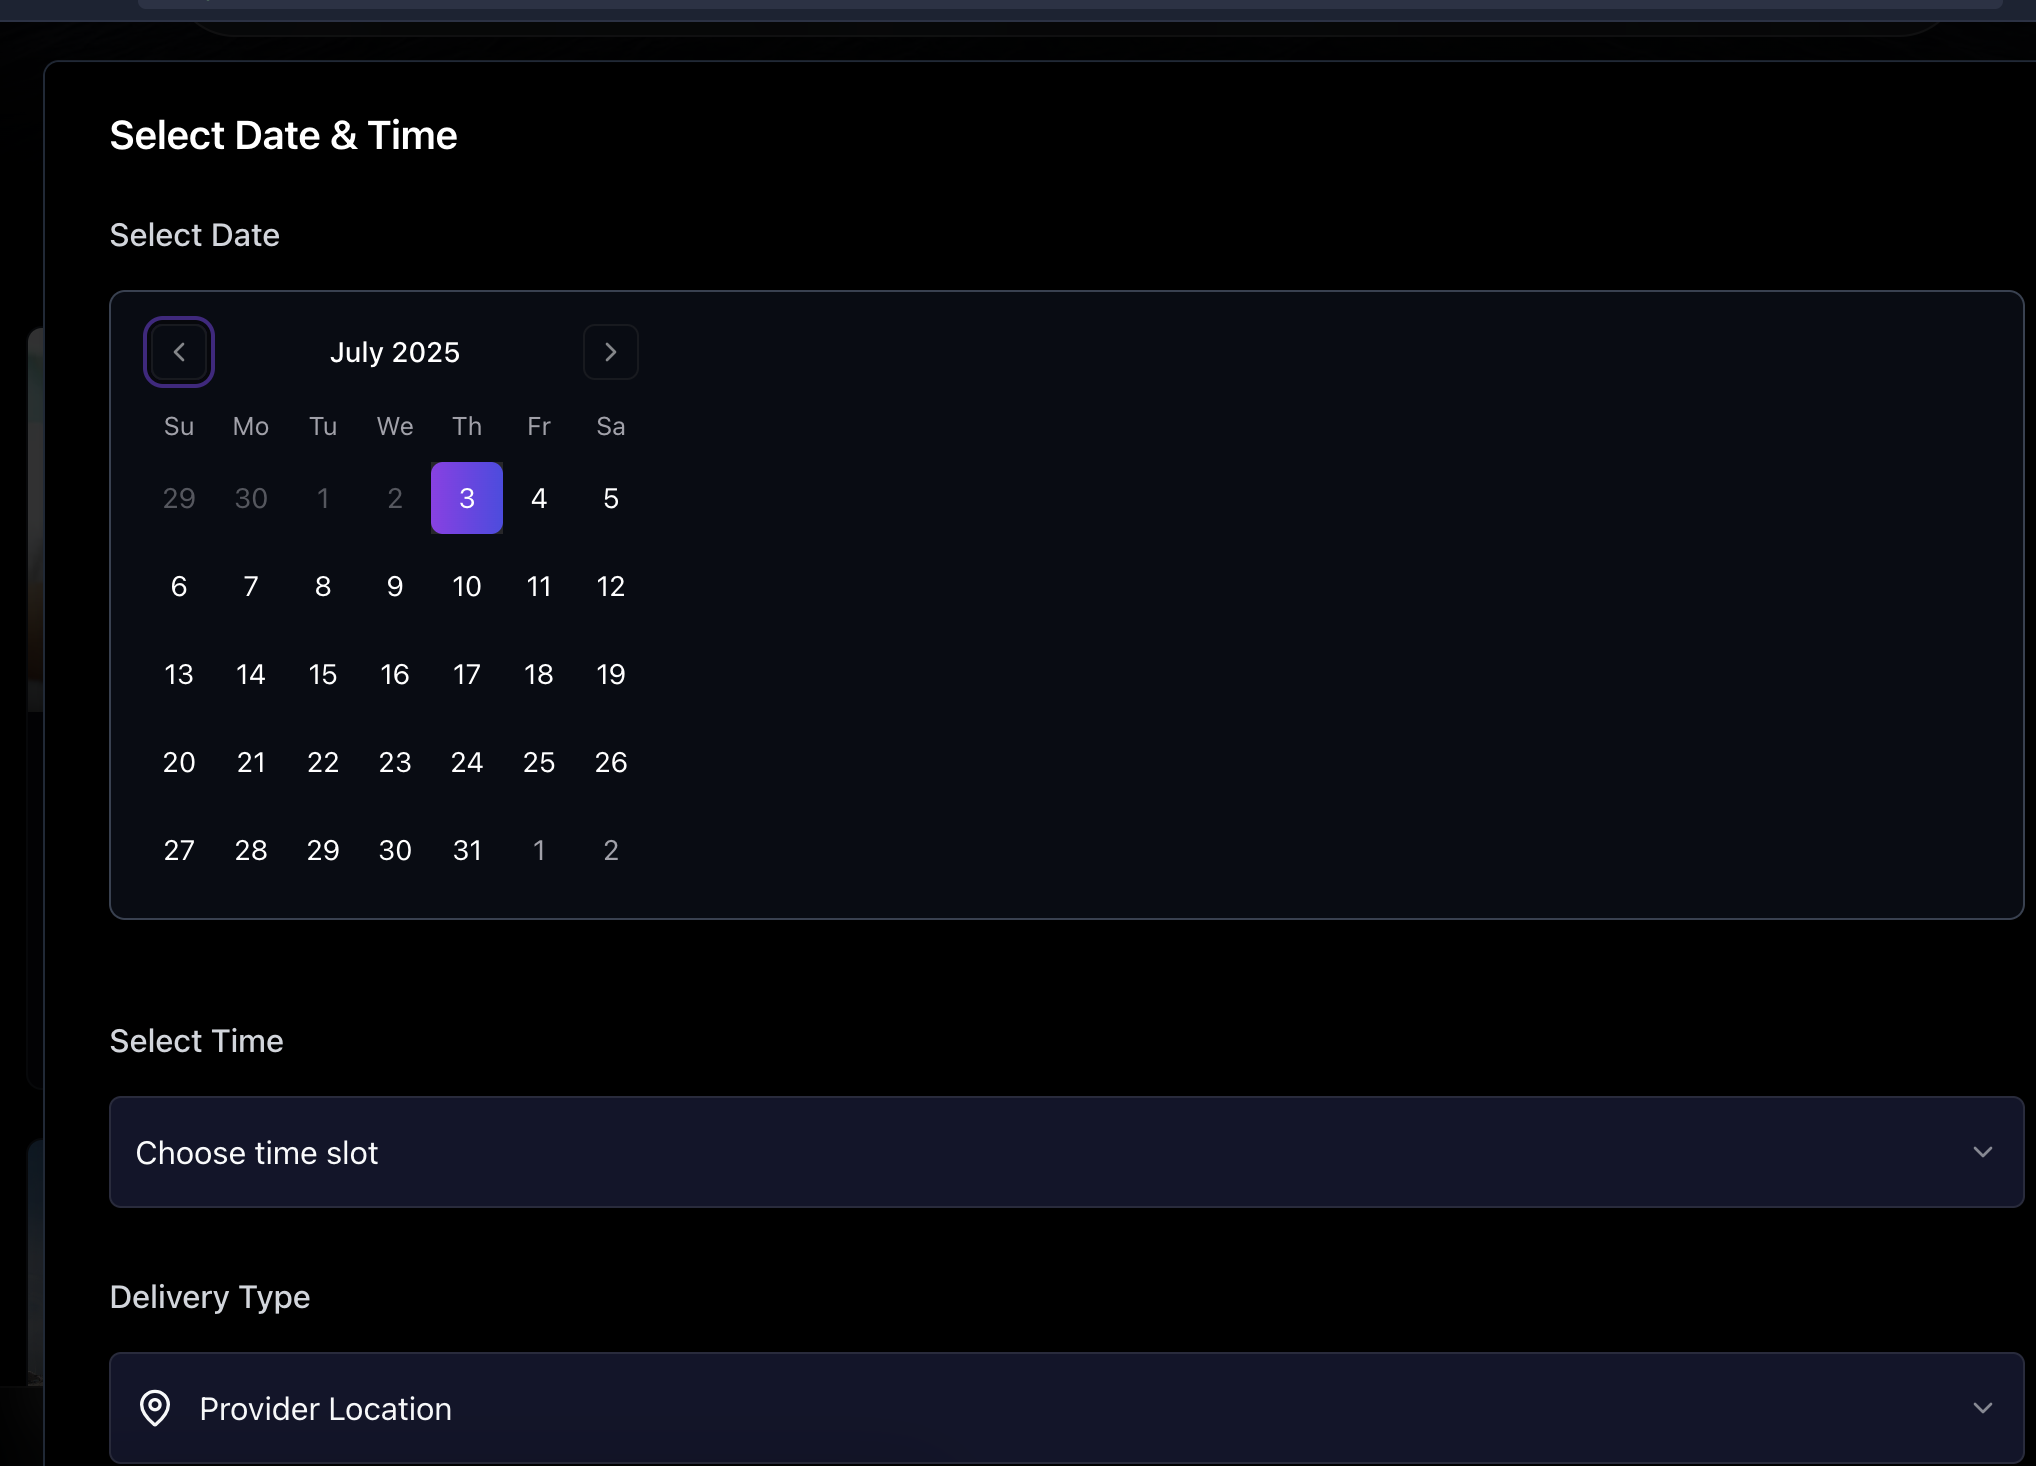 Select Date & Time
Select Date
July 2025
Su Mo Tu We Th Fr Sa
29 30 1 2 3 4 5
6 7 8 9 10 11 12
13 14 15 16 17 18 19
20 21 22 23 24 25 26
27 28 29 30 31 1 2
Select Time
Choose time slot
Delivery Type
Provider Location